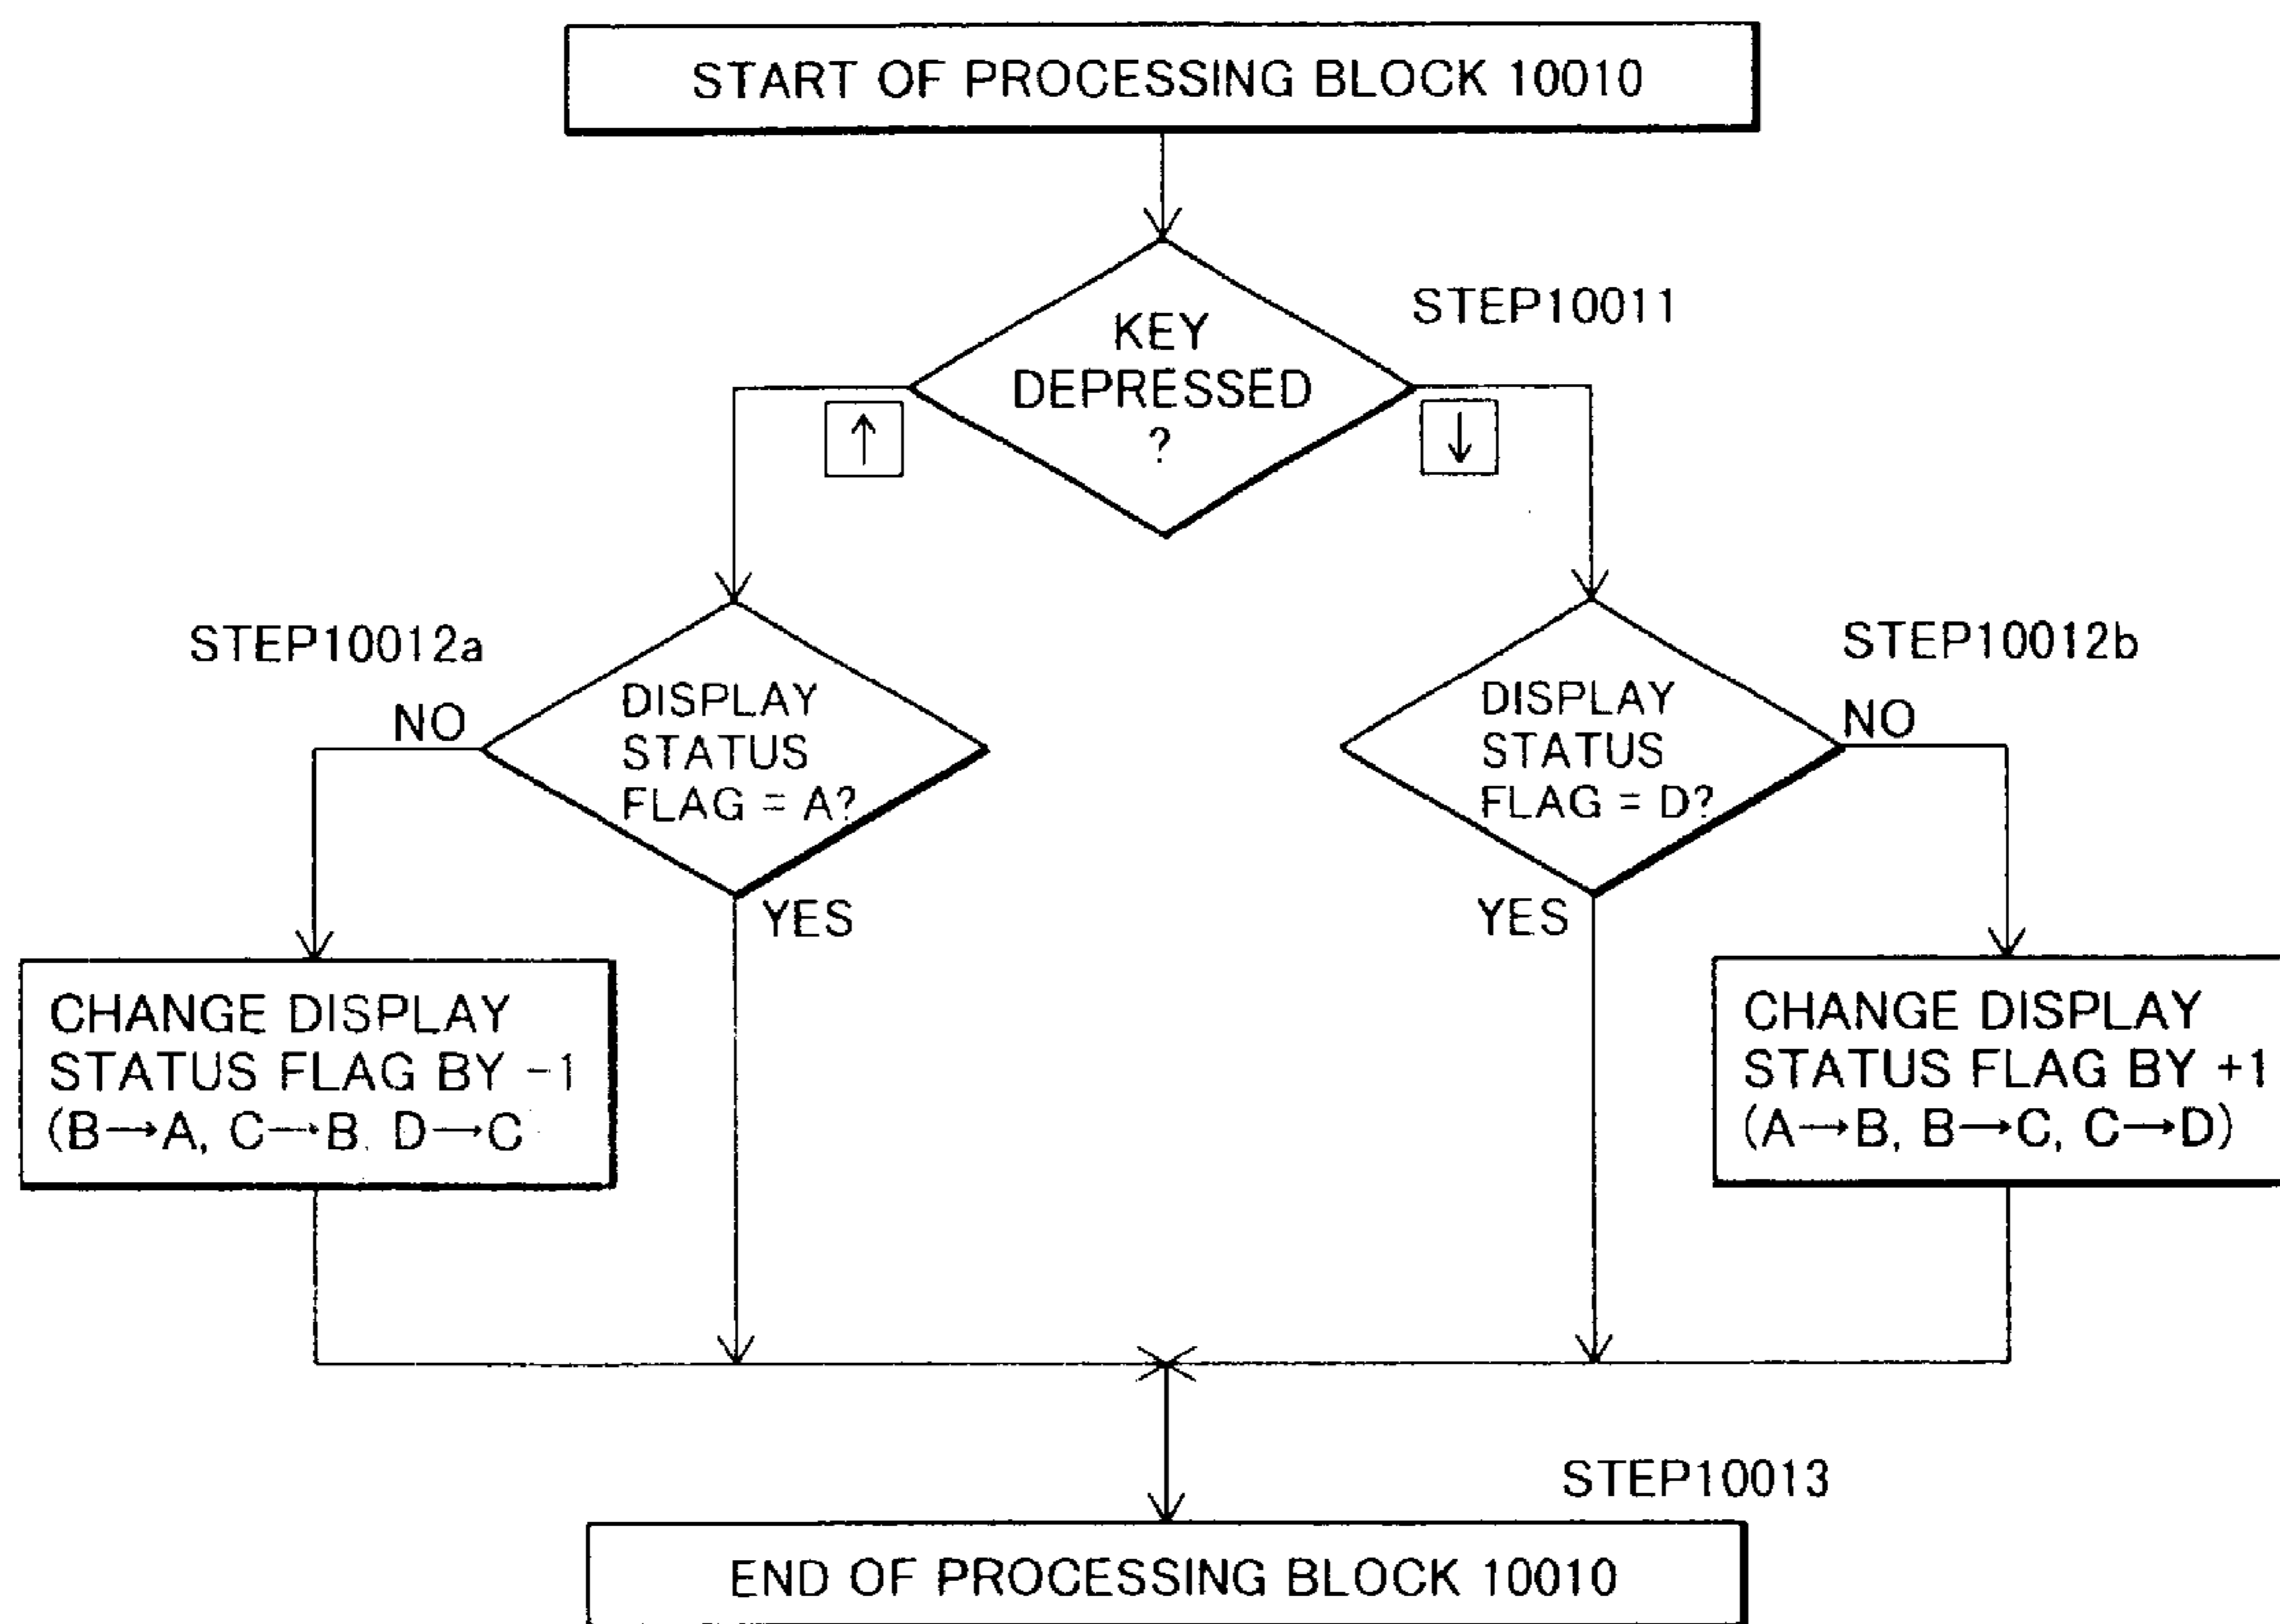 START OF PROCESSING BLOCK 10010
STEP10011
KEY
DEPRESSED
?
↑
↓
STEP10012a
NO
DISPLAY
STATUS
FLAG = A?
YES
STEP10012b
NO
DISPLAY
STATUS
FLAG = D?
YES
CHANGE DISPLAY
STATUS FLAG BY -1
(B→A, C→B, D→C
CHANGE DISPLAY
STATUS FLAG BY +1
(A→B, B→C, C→D)
STEP10013
END OF PROCESSING BLOCK 10010